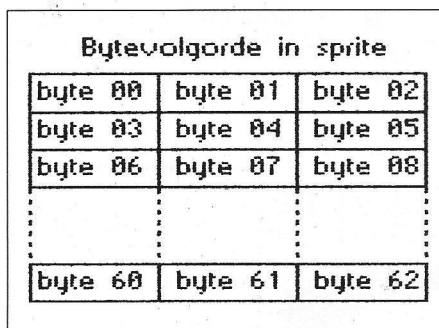 Bytevolgorde in sprite
byte 00 byte 01 byte 02
byte 03 byte 04 byte 05
byte 06 byte 07 byte 08
byte 60 byte 61 byte 62